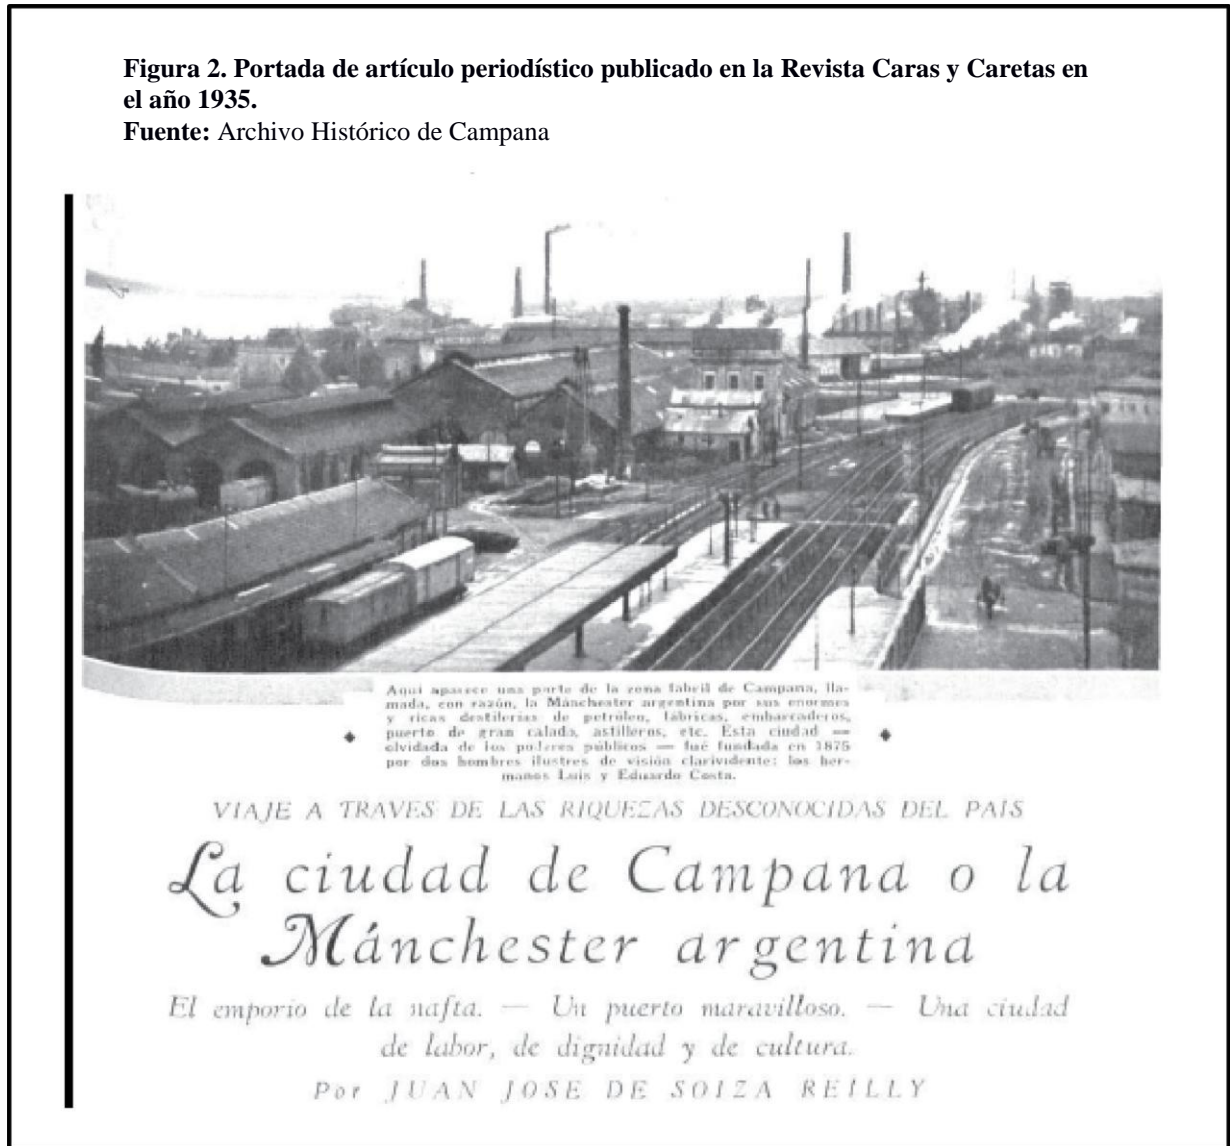 Figura 2. Portada de artículo periodístico publicado en la Revista Caras y Caretas en
el año 1935.
Fuente: Archivo Histórico de Campana
Aqui aparece una parte de la zona fabril de Campana, lla-
mada, con razón, la Mánchester argentina por sus enormes
y ricas destilerías de petróleo, fábricas, embarcaderos,
puerto de gran calada, astilleros, etc. Esta ciudad —
olvidada de los poderes públicos — fué fundada en 1875
por dos hombres ilustres de visión clarividente: los her-
manos Luis y Eduardo Costa.
VIAJE A TRAVES DE LAS RIQUEZAS DESCONOCIDAS DEL PAÍS
La ciudad de Campana o la
Mánchester argentina
El emporio de la nafta. — Un puerto maravilloso. — Una ciudad
de labor, de dignidad y de cultura.
Por JUAN JOSE DE SOIZA REILLY